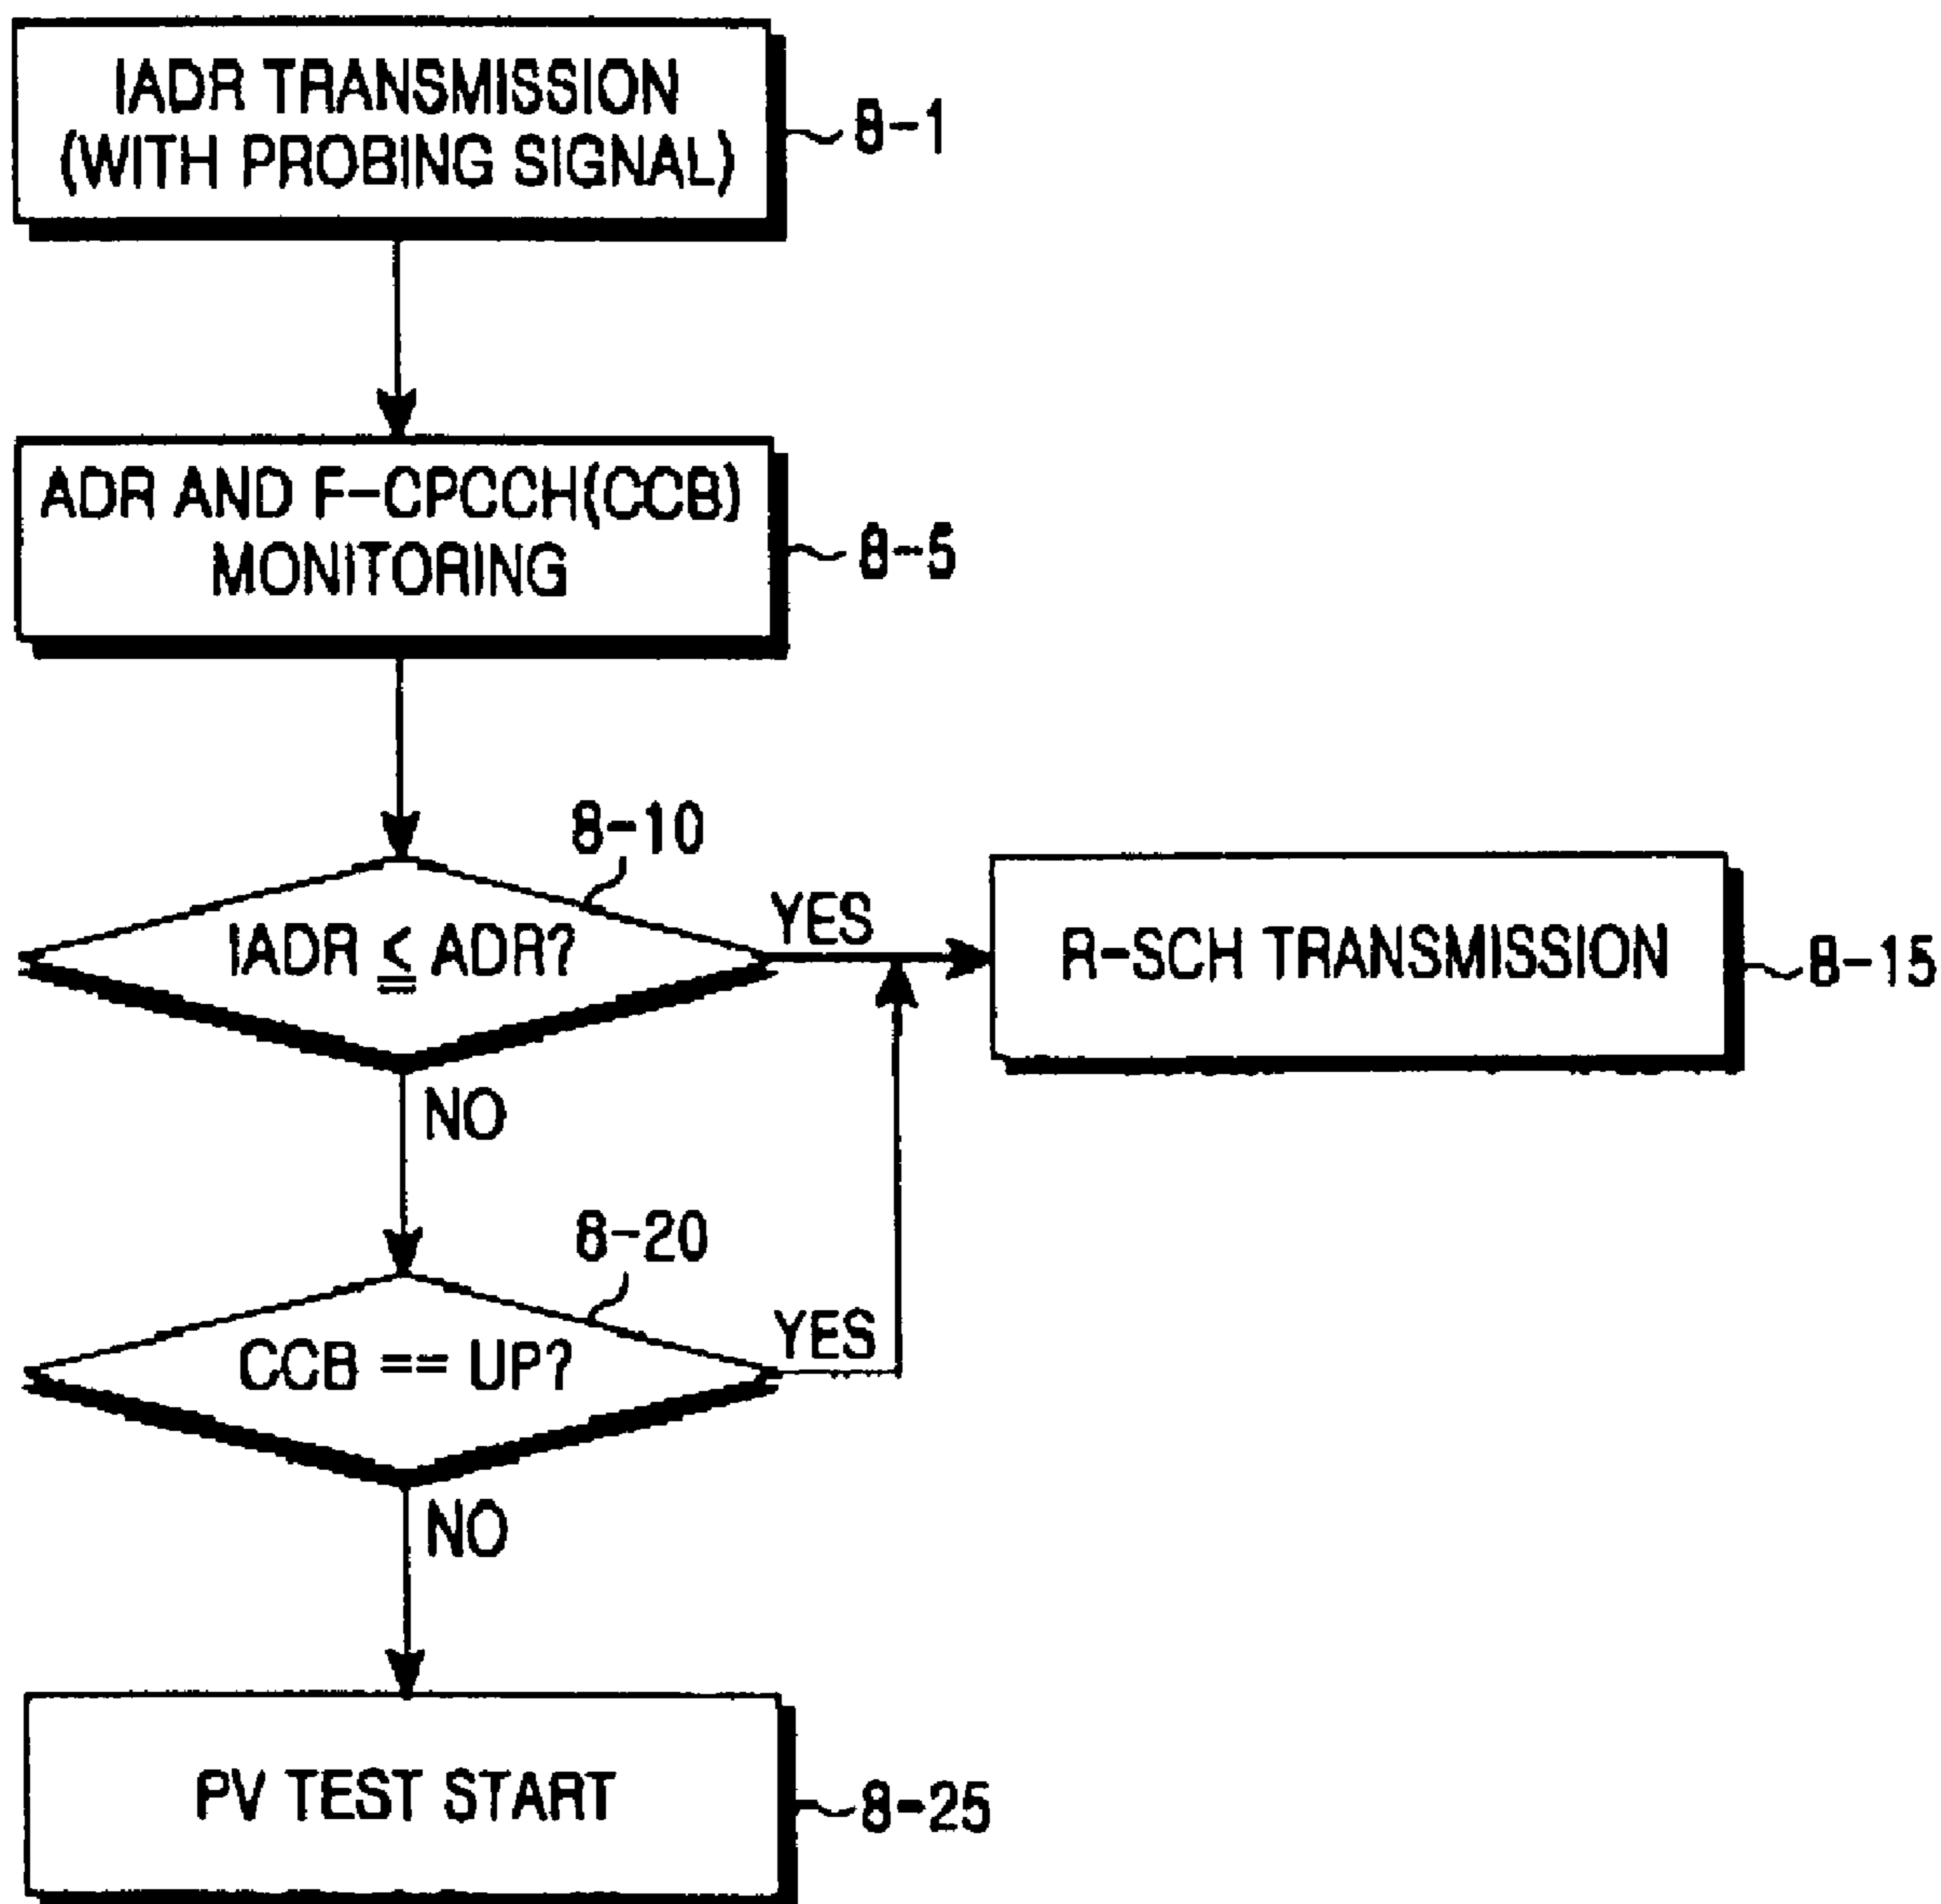 IADR TRANSMISSION
(WITH PROBING SIGNAL)
8-1
ADR AND F-CPCCH(CCB)
MONITORING
8-5
8-10
IADR ≦ ADR?
YES
R-SCH TRANSMISSION
8-15
NO
8-20
CCB == UP?
YES
NO
PV TEST START
8-25